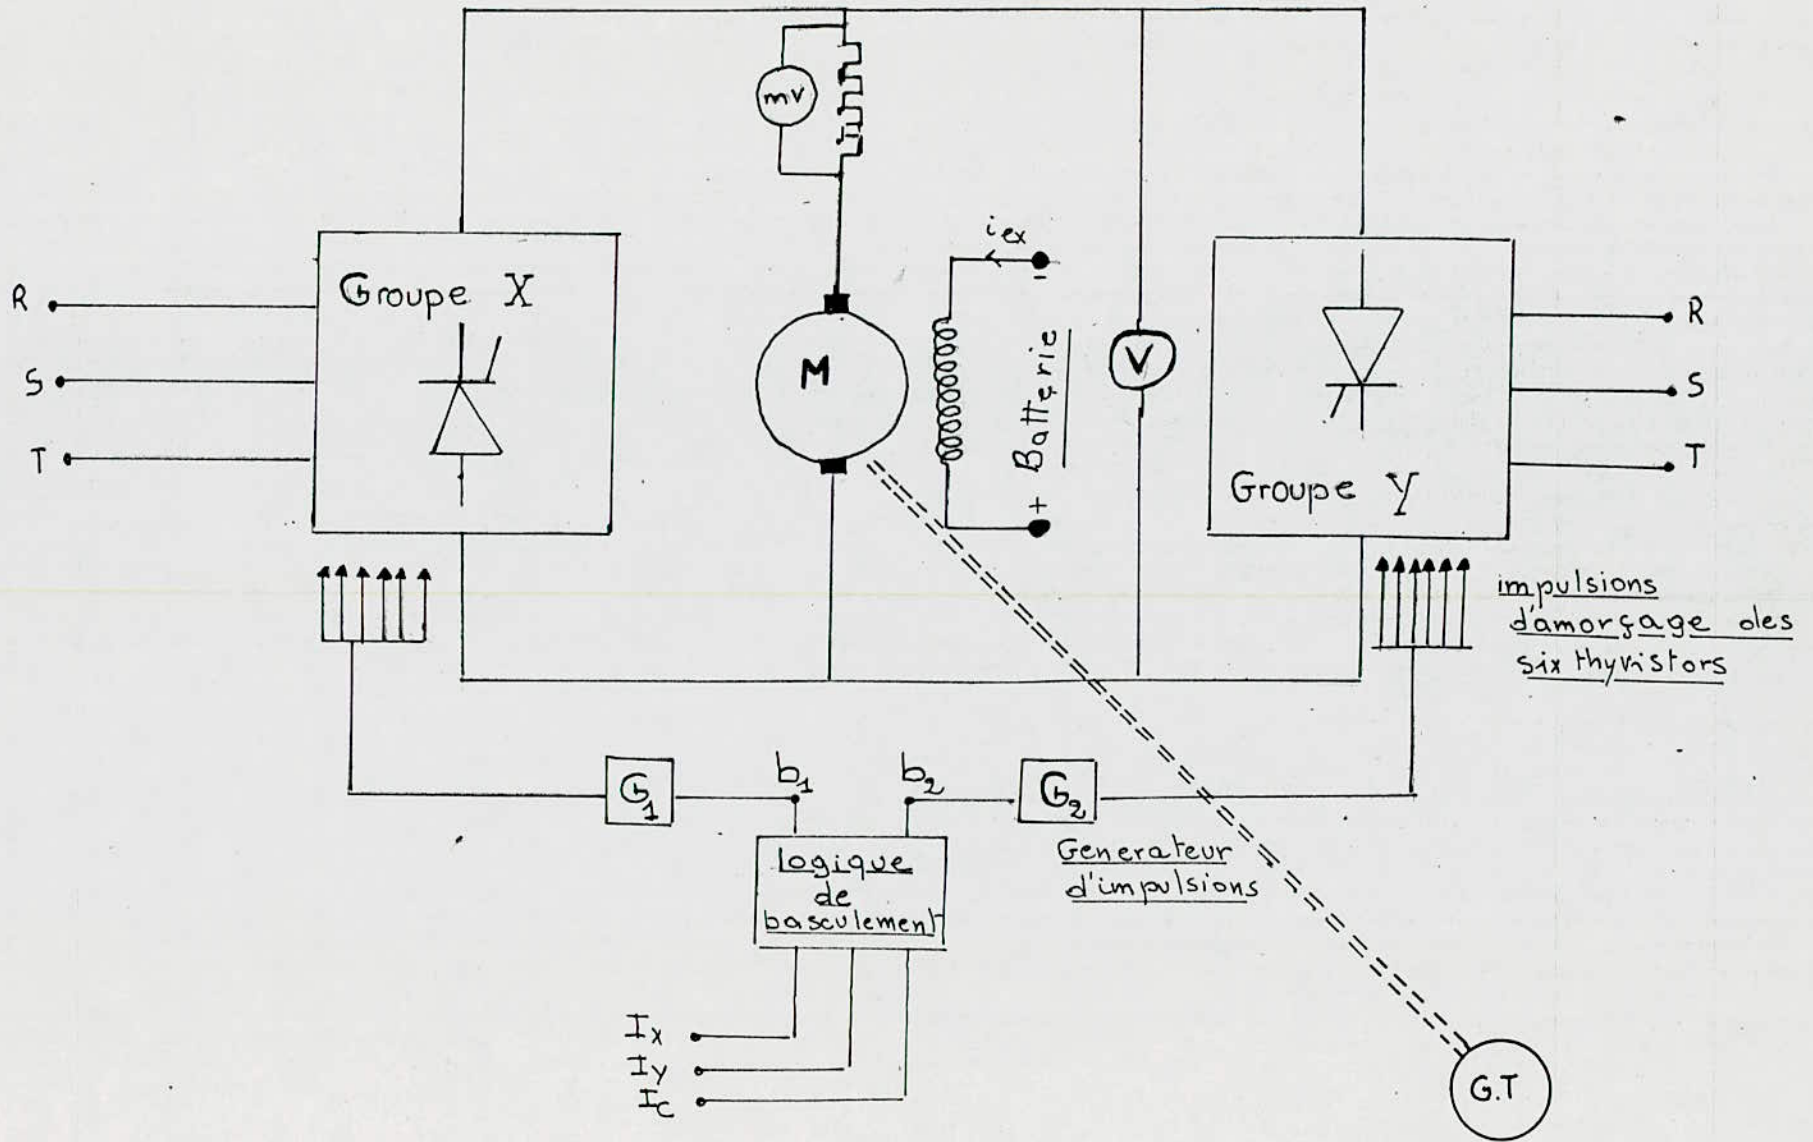 mV
Groupe X
R
S
T
M
iex
-
Batterie
+
V
Groupe Y
R
S
T
impulsions
d'amorçage des
six thyristors
G1
b1
b2
G2
Logique
de
basculement
Generateur
d'impulsions
Ix
Iy
Ic
G.T